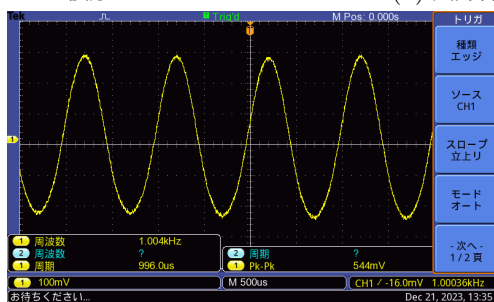 Tek
Trig'd
M Pos: 0.000s
トリガ
種類
エッジ
ソース
CH1
スロープ
立上り
モード
オート
- 次へ -
1 / 2 頁
1
1 周波数 1.004kHz
2 周波数 ?
1 周期 996.0us
2 周期 ?
1 Pk-Pk 544mV
1 100mV
M 500us
CH1 / -16.0mV 1.00036kHz
お待ちください...
Dec 21, 2023, 13:35